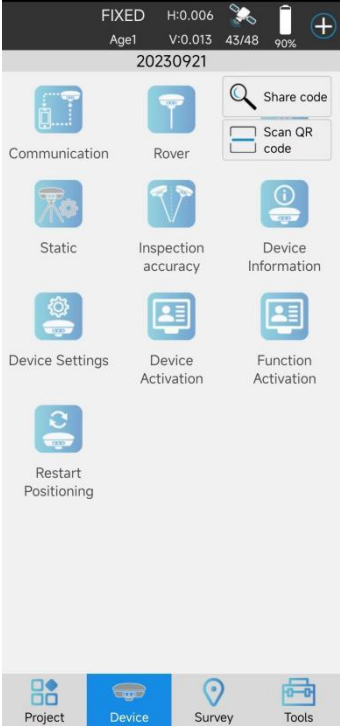 FIXED H:0.006
Age1 V:0.013 43/48 90%
20230921
Share code
Scan QR
code
Communication Rover
Static Inspection
accuracy Device
Information
Device Settings Device
Activation Function
Activation
Restart
Positioning
Project Device Survey Tools